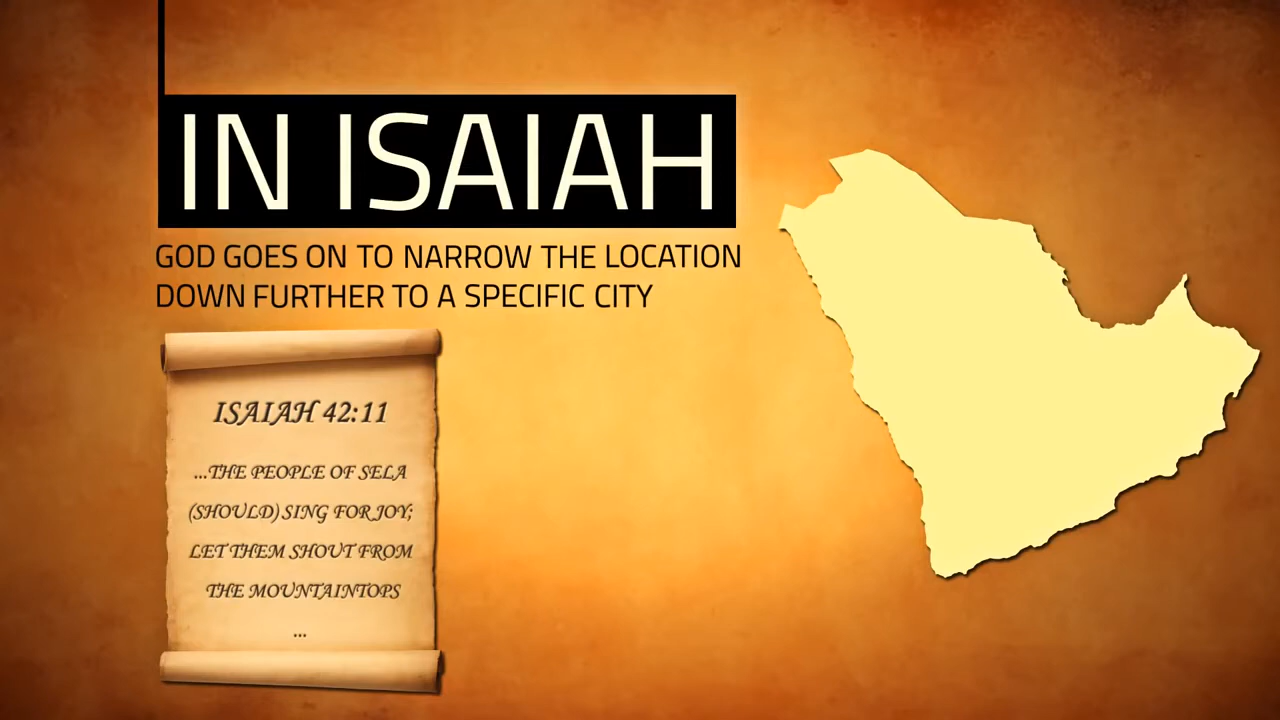 IN ISAIAH
GOD GOES ON TO NARROW THE LOCATION
DOWN FURTHER TO A SPECIFIC CITY
ISAIAH 42:11
...THE PEOPLE OF SELA
(SHOULD) SING FOR JOY;
LET THEM SHOUT FROM
THE MOUNTAINTOPS
...